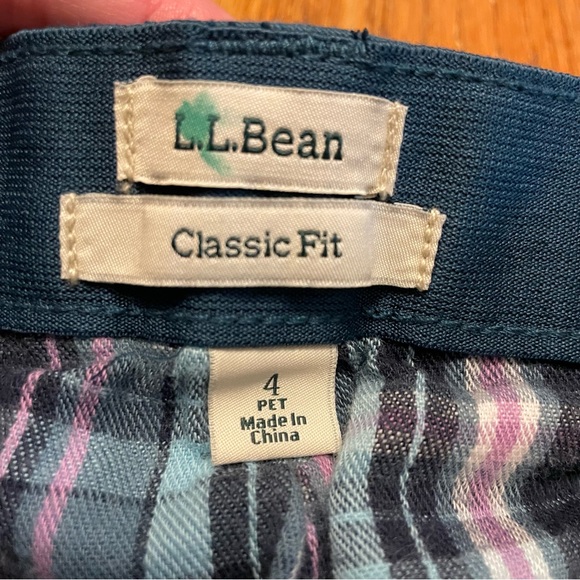 L.L.Bean
Classic Fit
4
PET
Made In
China